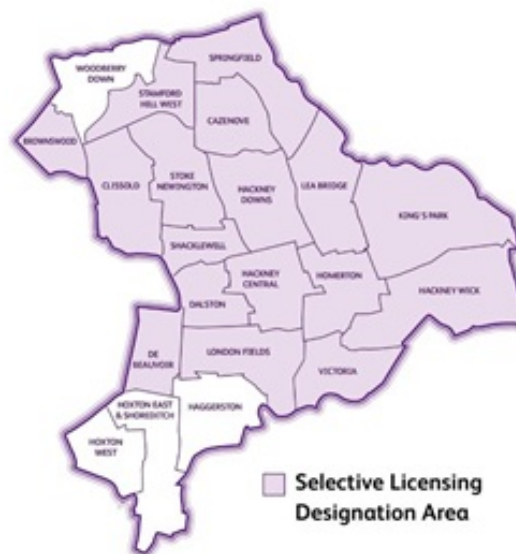 SPRINGFIELD
WOODBERRY
DOWN
STAMFORD
HILL WEST
CAZENOVE
BROWNSWOOD
CLISSOLD
STOKE
NEWINGTON
HACKNEY
DOWNS
LEA BRIDGE
KING'S PARK
SHACKLEWELL
HACKNEY
CENTRAL
HOMERTON
HACKNEY WICK
DALSTON
DE
BEAUVOIR
LONDON FIELDS
VICTORIA
HOXTON EAST
& SHOREDITCH
HAGGERSTON
HOXTON
WEST
Selective Licensing
Designation Area